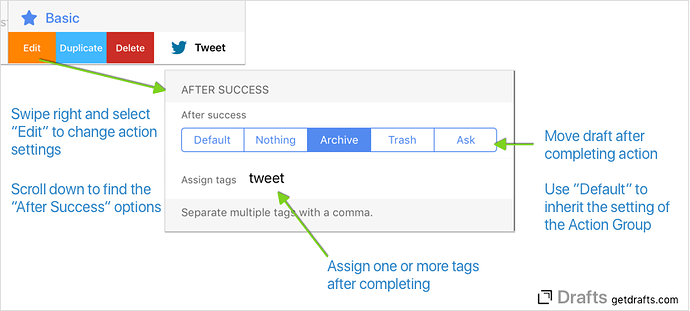 Basic
Edit Duplicate Delete Tweet
AFTER SUCCESS
After success
Default Nothing Archive Trash Ask
Assign tags tweet
Separate multiple tags with a comma.
Swipe right and select
“Edit” to change action
settings
Scroll down to find the
“After Success” options
Move draft after
completing action
Use “Default” to
inherit the setting of
the Action Group
Assign one or more tags
after completing
Drafts getdrafts.com